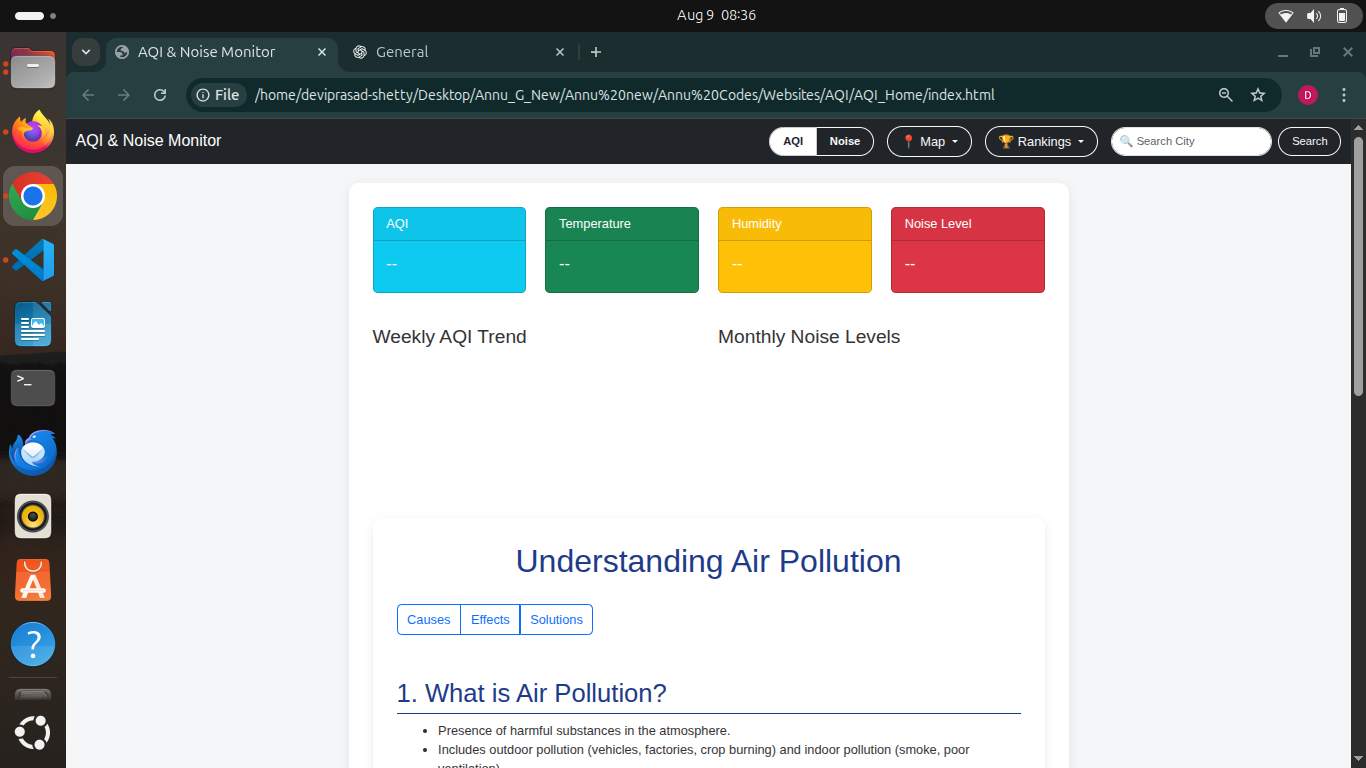 Aug 9 08:36
AQI & Noise Monitor
General
File
/home/deviprasad-shetty/Desktop/Annu_G_New/Annu%20new/Annu%20Codes/Websites/AQI/AQI_Home/index.html
D
AQI & Noise Monitor
AQI
Noise
📍 Map
🏆 Rankings
🔍 Search City
Search
AQI
Temperature
Humidity
Noise Level
--
--
--
--
Weekly AQI Trend
Monthly Noise Levels
Understanding Air Pollution
Causes
Effects
Solutions
1. What is Air Pollution?
• Presence of harmful substances in the atmosphere.
• Includes outdoor pollution (vehicles, factories, crop burning) and indoor pollution (smoke, poor
ventilation)